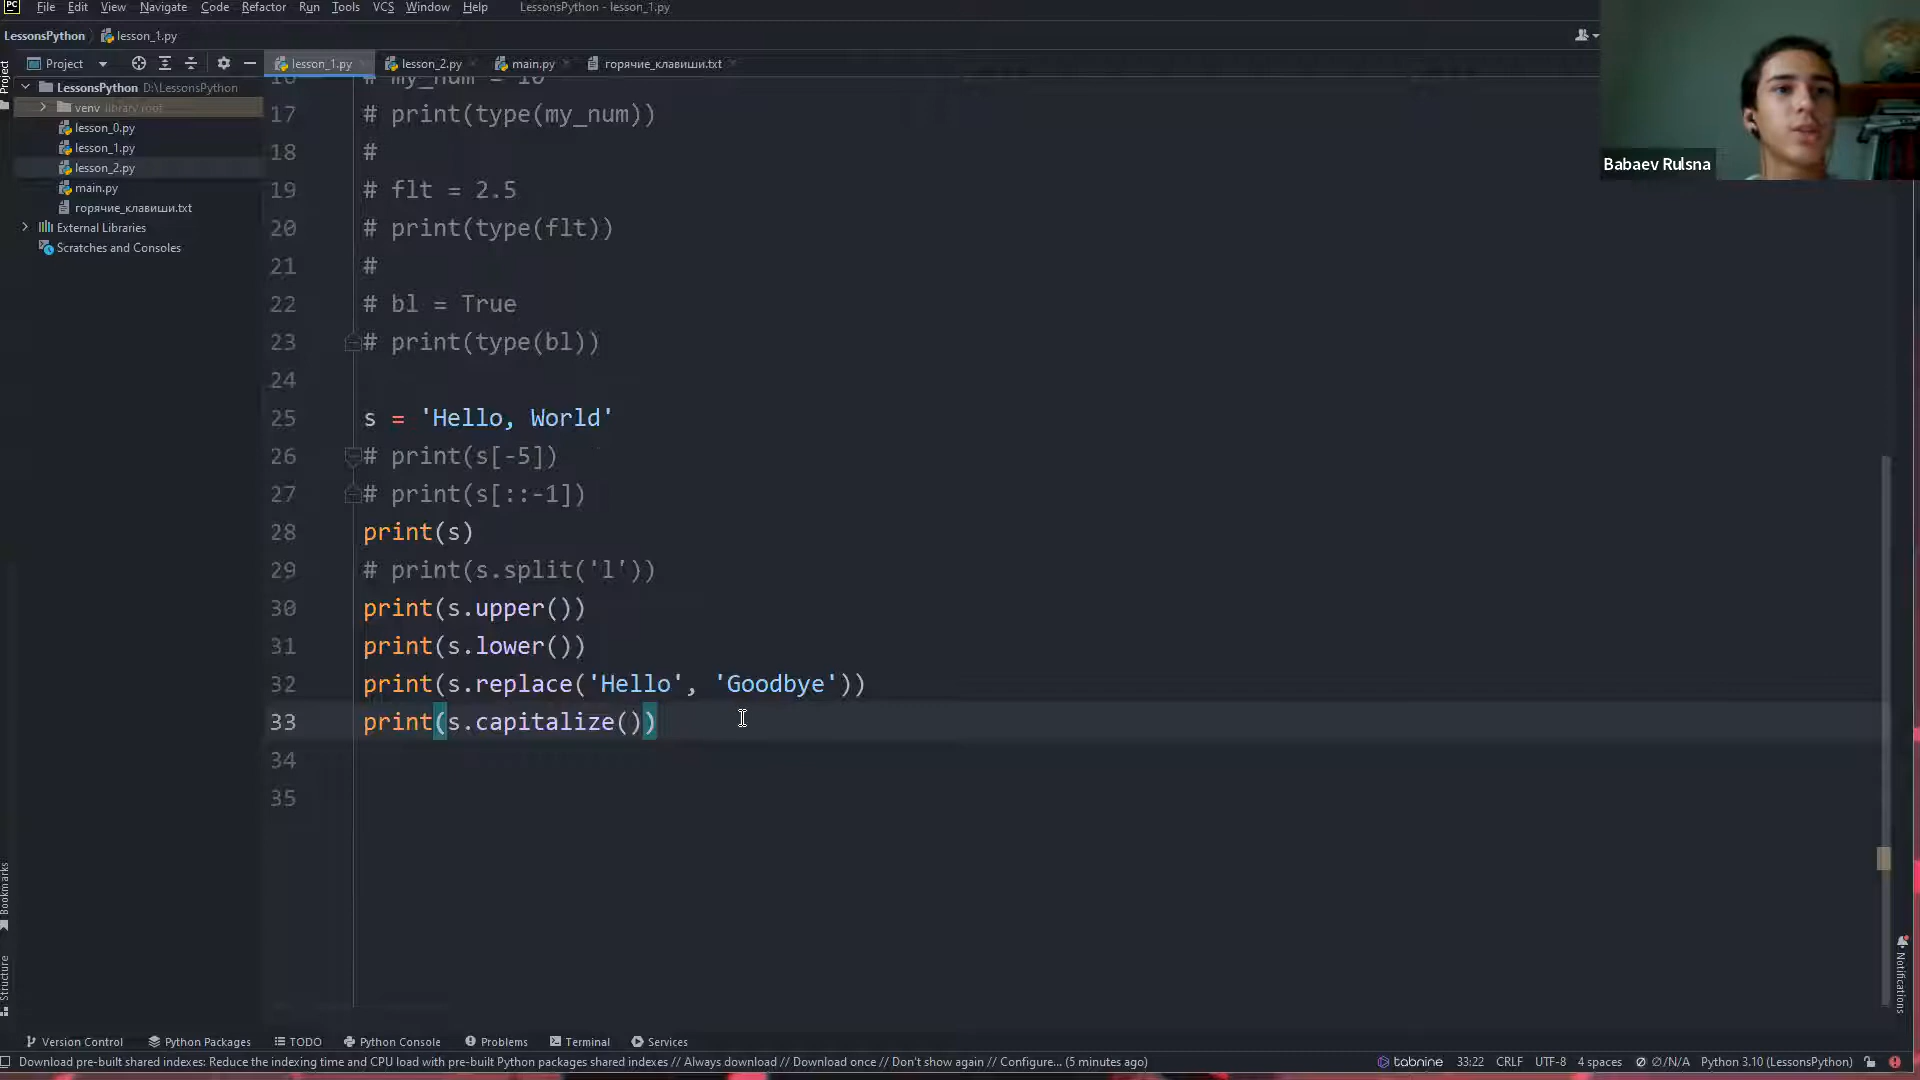 PC File Edit View Navigate Code Refactor Run Tools VCS Window Help LessonsPython - lesson_1.py
LessonsPython lesson_1.py
Project
Project
lesson_1.py
lesson_2.py
main.py
горячие_клавиши.txt
LessonsPython D:\LessonsPython
venv library root
lesson_0.py
lesson_1.py
lesson_2.py
main.py
горячие_клавиши.txt
External Libraries
Scratches and Consoles
16 # my_num = 10
17 # print(type(my_num))
18 #
19 # flt = 2.5
20 # print(type(flt))
21 #
22 # bl = True
23 # print(type(bl))
24
25 s = 'Hello, World'
26 # print(s[-5])
27 # print(s[::-1])
28 print(s)
29 # print(s.split('l'))
30 print(s.upper())
31 print(s.lower())
32 print(s.replace('Hello', 'Goodbye'))
33 print(s.capitalize())
34
35
Babaev Rulsna
Bookmarks
Structure
Notifications
Version Control Python Packages TODO Python Console Problems Terminal Services
Download pre-built shared indexes: Reduce the indexing time and CPU load with pre-built Python packages shared indexes // Always download // Download once // Don't show again // Configure... (5 minutes ago) tabnine 33:22 CRLF UTF-8 4 spaces ∅/N/A Python 3.10 (LessonsPython)